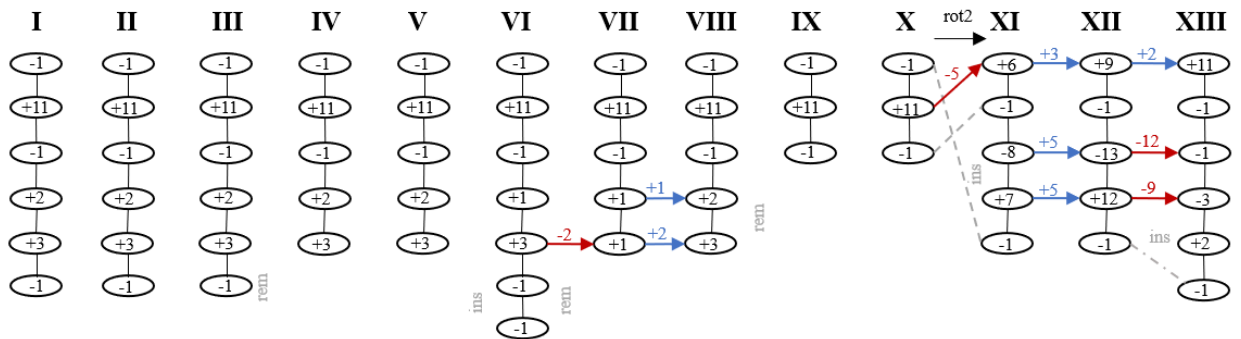 I II III IV V VI VII VIII IX X rot2 XI XII XIII
-1 -1 -1 -1 -1 -1 -1 -1 -1 -1 +6 +3 +9 +2 +11
-5
+11 +11 +11 +11 +11 +11 +11 +11 +11 +11 -1 -1 -1
-1 -1 -1 -1 -1 -1 -1 -1 -1 -1 -8 +5 -13 -12 -1
ins
+2 +2 +2 +2 +2 +1 +1 +1 +2 +7 +5 +12 -9 -3
rem
+3 +3 +3 +3 +3 +3 -2 +1 +2 +3 -1 -1 ins +2
-1 -1 -1 rem -1 -1
ins rem
-1